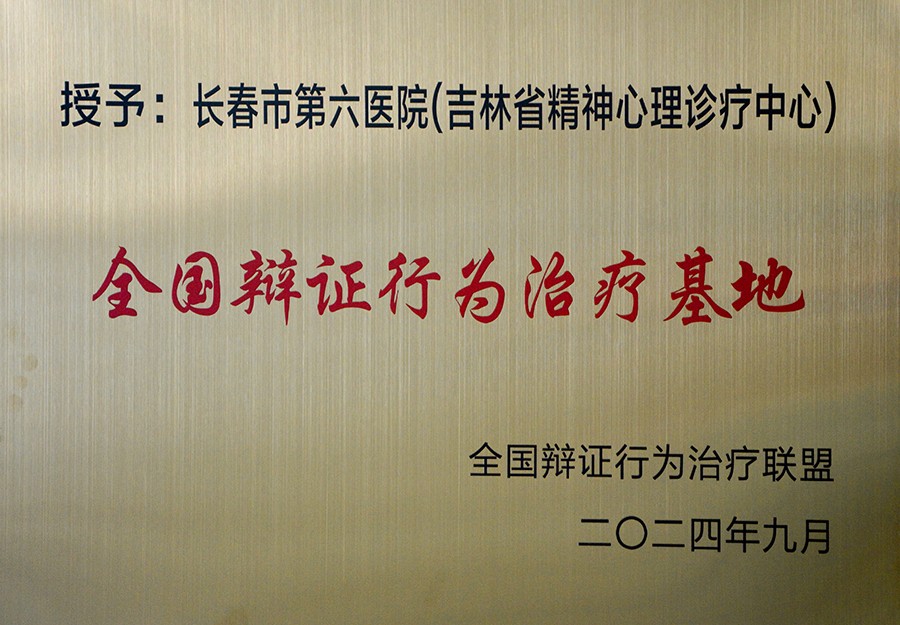 授予：长春市第六医院(吉林省精神心理诊疗中心)
全国辩证行为治疗基地
全国辩证行为治疗联盟
二〇二四年九月